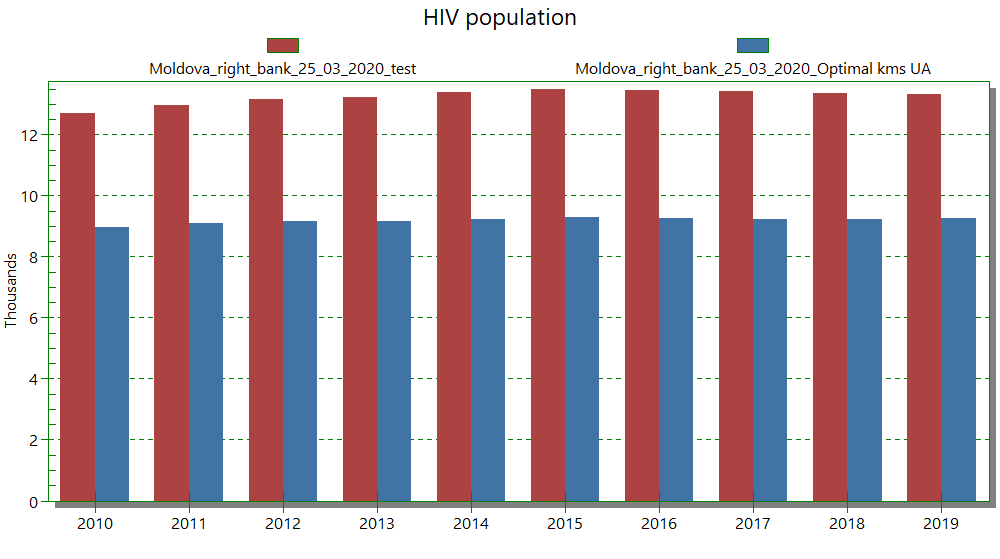 HIV population
Moldova_right_bank_25_03_2020_test
Moldova_right_bank_25_03_2020_Optimal kms UA
Thousands
12
10
8
6
4
2
0
2010 2011 2012 2013 2014 2015 2016 2017 2018 2019